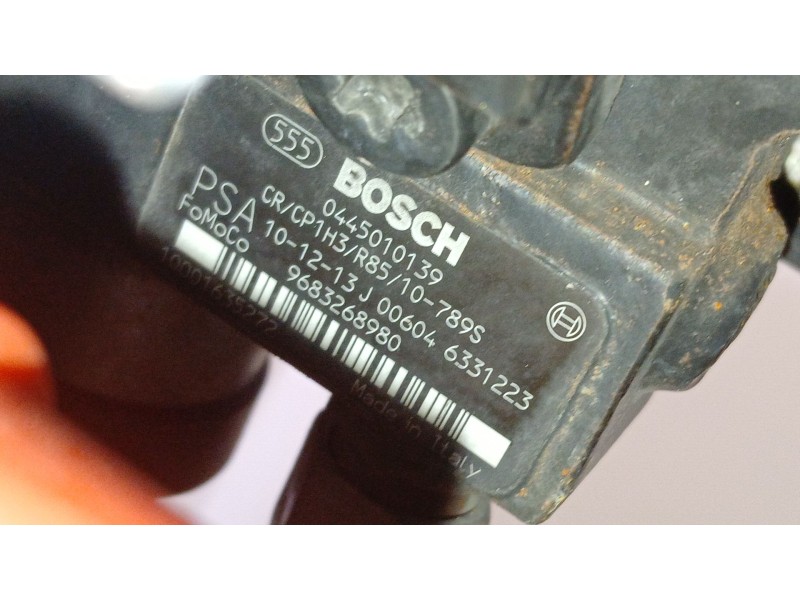 555
BOSCH
0445010139
CR/CP1H3/R85/10-789S
PSA 10-12-13 J 00604 6331223
FoMoCo 9683268980
10001635272
Made in Italy